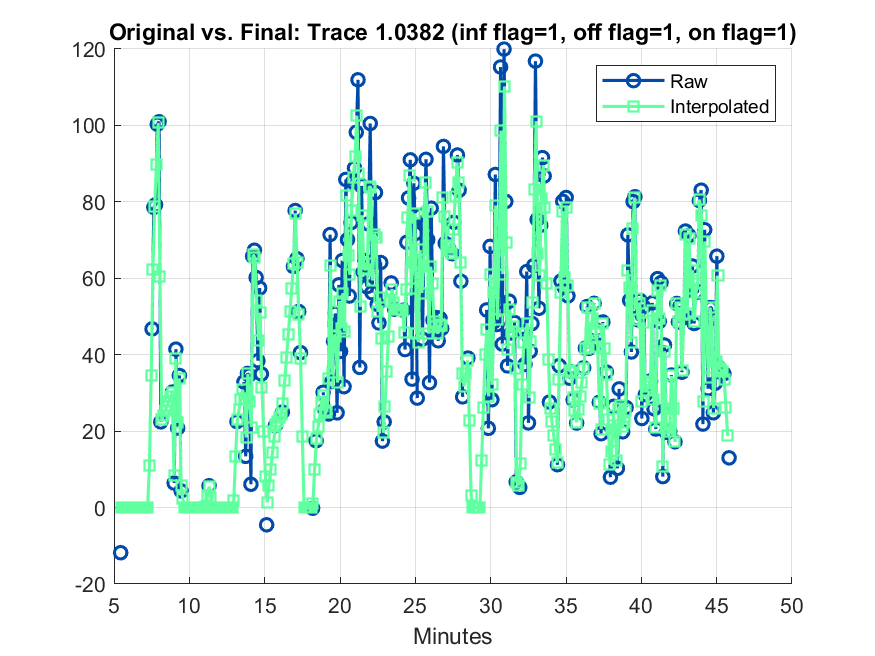 Original vs. Final: Trace 1.0382 (inf flag=1, off flag=1, on flag=1)
120
100
80
60
40
20
0
-20
Raw
Interpolated
5 10 15 20 25 30 35 40 45 50
Minutes